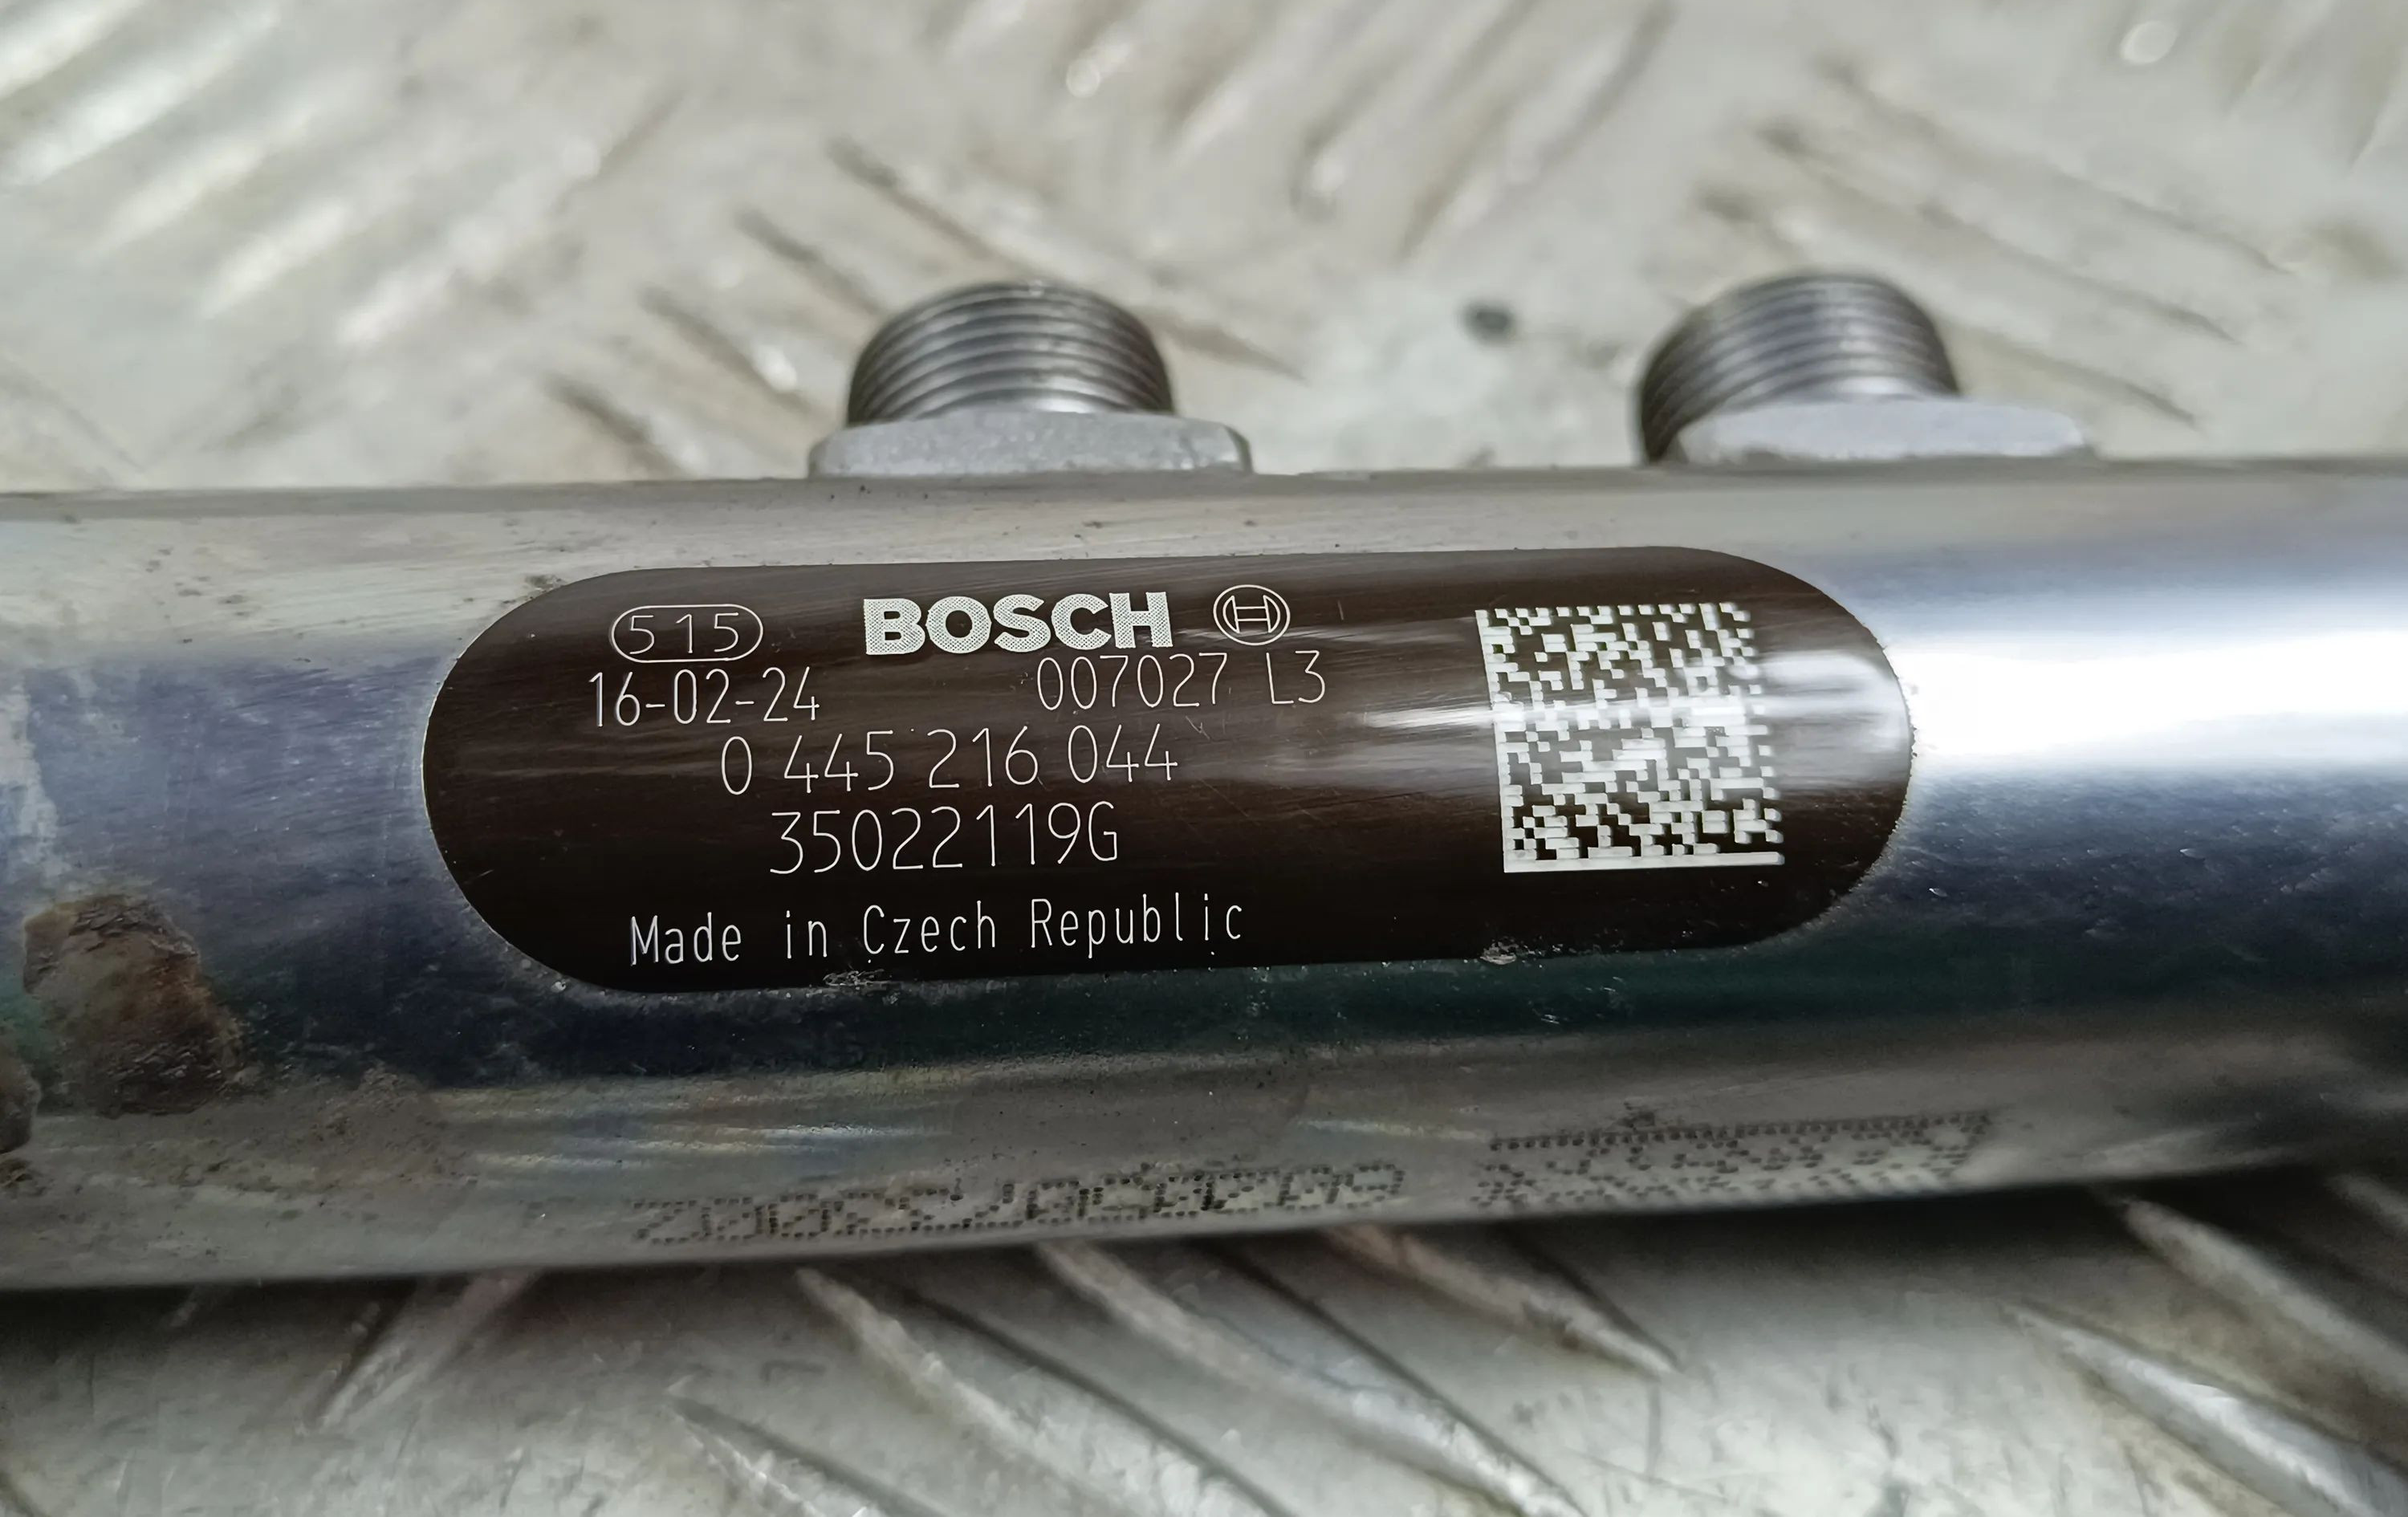 515 BOSCH
16-02-24 007027 L3
0 445 216 044
35022119G
Made in Czech Republic